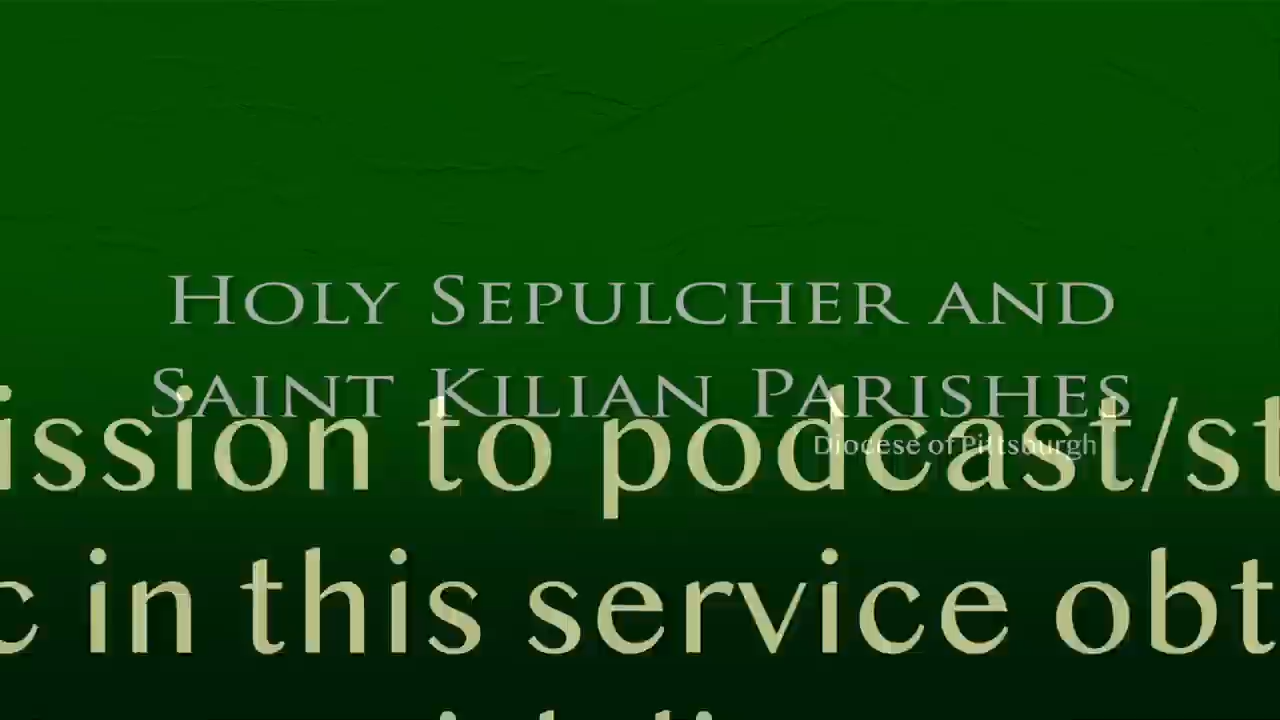 Holy Sepulcher and
Saint Kilian Parishes
Diocese of Pittsburgh
ission to podcast/st
c in this service obt